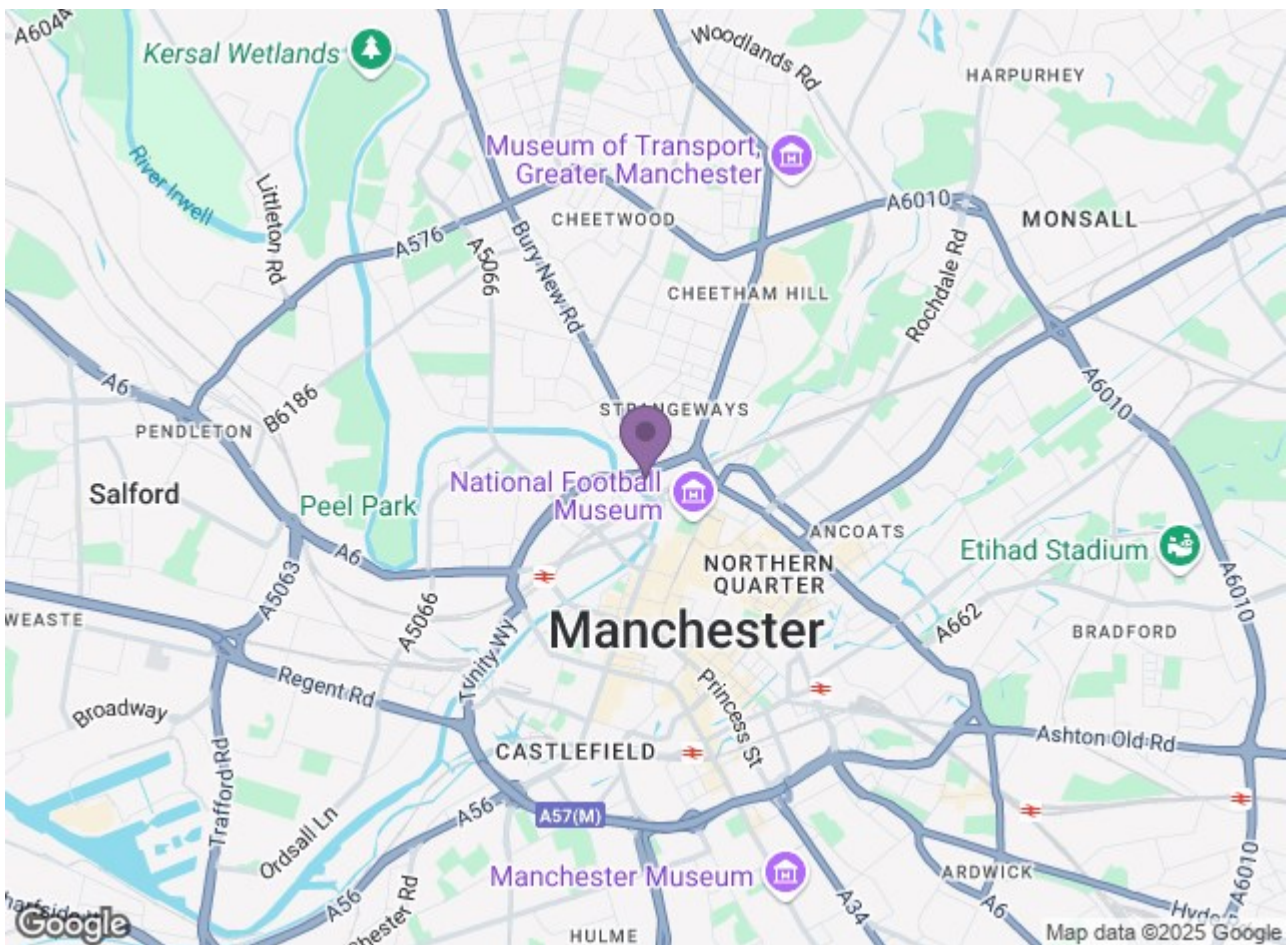 A604
Kersal Wetlands
Woodlands Rd
HARPURHEY
River Irwell
Littleton Rd
Museum of Transport,
Greater Manchester
A6010
CHEETWOOD
MONSALL
A576
A5066
Bury New Rd
Rochdale Rd
CHEETHAM HILL
A6
B6186
A6010
STRANGEWAYS
PENDLETON
Salford
National Football
Museum
Peel Park
ANCOATS
Etihad Stadium
A6
NORTHERN
QUARTER
A6010
A5063
A5066
WEASTE
Manchester
A662
BRADFORD
Trinity Wy
Regent Rd
Princess St
Broadway
CASTLEFIELD
Ashton Old Rd
Trafford Rd
A56
A57(M)
Ordsall Ln
Manchester Museum
ARDWICK
A6010
A56
A34
A6
HULME
Google
Map data ©2025 Google